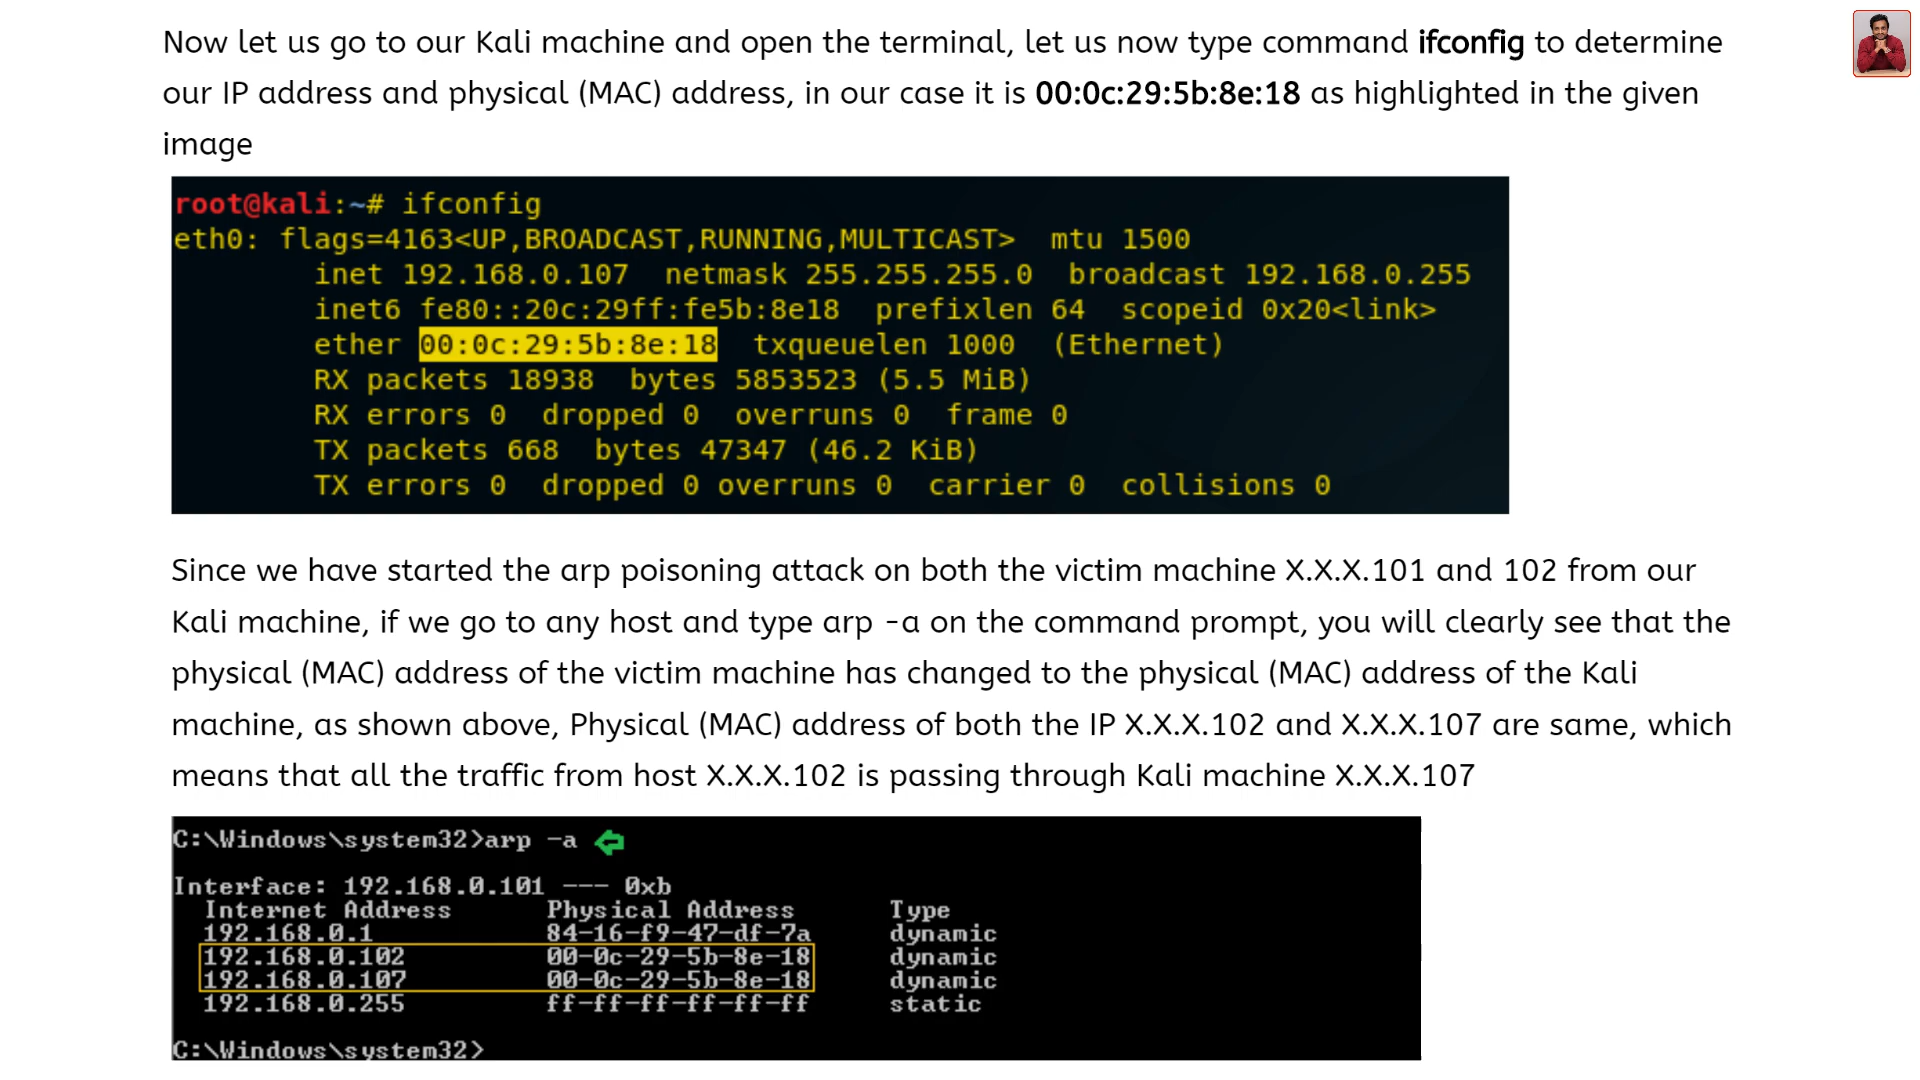 Now let us go to our Kali machine and open the terminal, let us now type command ifconfig to determine
our IP address and physical (MAC) address, in our case it is 00:0c:29:5b:8e:18 as highlighted in the given
image
root@kali:~# ifconfig
eth0: flags=4163<UP,BROADCAST,RUNNING,MULTICAST>  mtu 1500
inet 192.168.0.107  netmask 255.255.255.0  broadcast 192.168.0.255
inet6 fe80::20c:29ff:fe5b:8e18  prefixlen 64  scopeid 0x20<link>
ether 00:0c:29:5b:8e:18  txqueuelen 1000  (Ethernet)
RX packets 18938  bytes 5853523 (5.5 MiB)
RX errors 0  dropped 0  overruns 0  frame 0
TX packets 668  bytes 47347 (46.2 KiB)
TX errors 0  dropped 0 overruns 0  carrier 0  collisions 0
Since we have started the arp poisoning attack on both the victim machine X.X.X.101 and 102 from our
Kali machine, if we go to any host and type arp -a on the command prompt, you will clearly see that the
physical (MAC) address of the victim machine has changed to the physical (MAC) address of the Kali
machine, as shown above, Physical (MAC) address of both the IP X.X.X.102 and X.X.X.107 are same, which
means that all the traffic from host X.X.X.102 is passing through Kali machine X.X.X.107
C:\Windows\system32>arp -a
Interface: 192.168.0.101 --- 0xb
Internet Address      Physical Address      Type
192.168.0.1           84-16-f9-47-df-7a     dynamic
192.168.0.102         00-0c-29-5b-8e-18     dynamic
192.168.0.107         00-0c-29-5b-8e-18     dynamic
192.168.0.255         ff-ff-ff-ff-ff-ff     static
C:\Windows\system32>